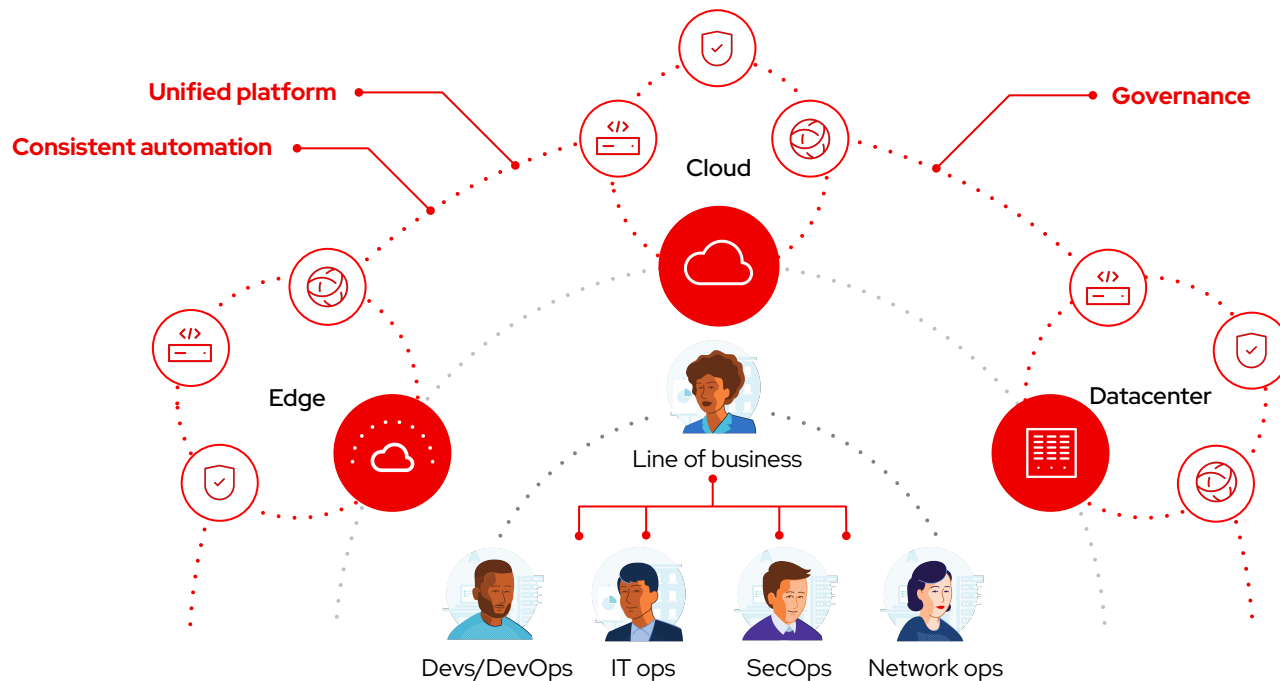 Unified platform
Governance
Consistent automation
Cloud
Edge
Datacenter
Line of business
Devs/DevOps
IT ops
SecOps
Network ops
</>
</>
</>